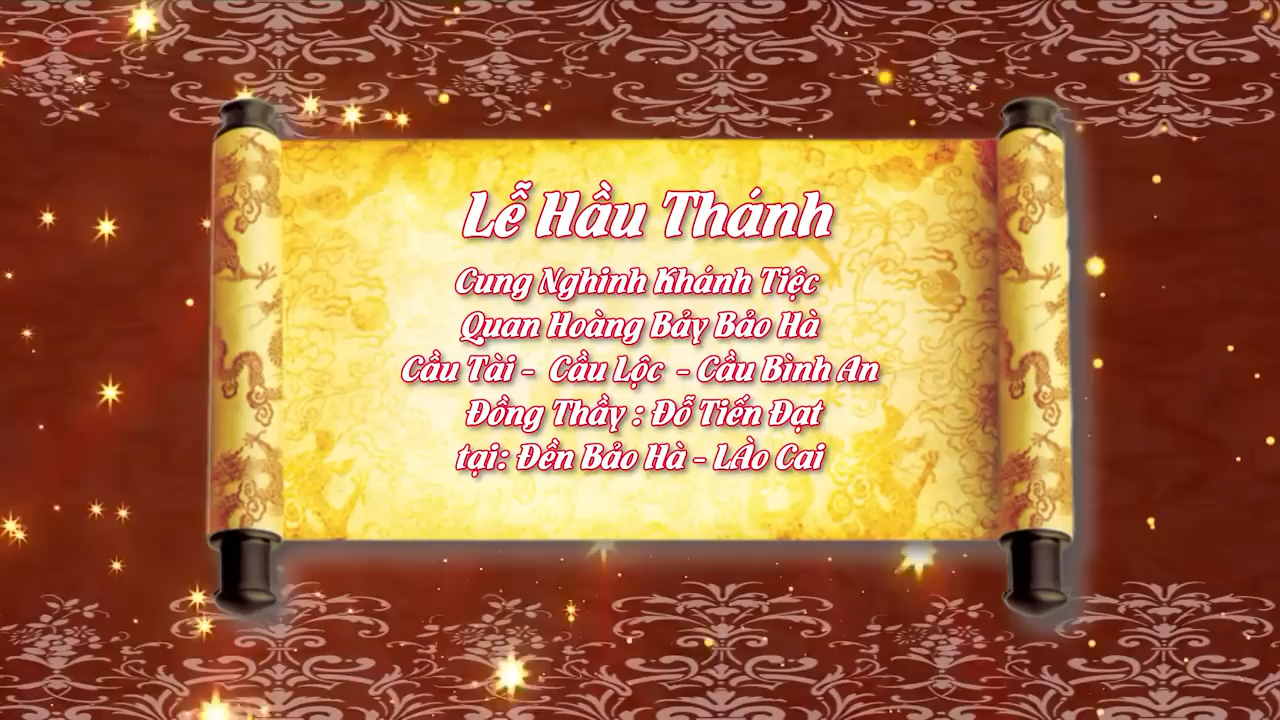 Lễ Hầu Thánh
Cung Nghinh Khánh Tiệc
Quan Hoàng Bảy Bảo Hà
Cầu Tài - Cầu Lộc - Cầu Bình An
Đồng Thầy : Đỗ Tiến Đạt
tại: Đền Bảo Hà - LÀo Cai